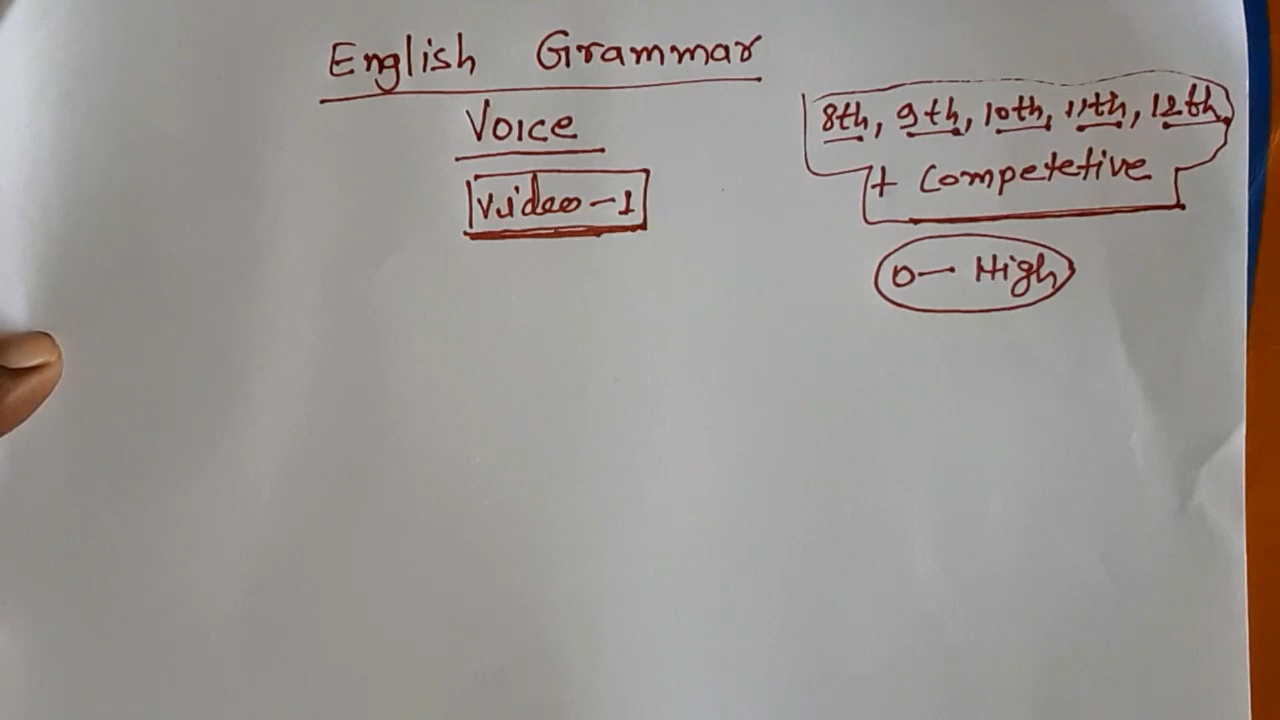 English Grammar
Voice
Video-1
8th, 9th, 10th, 11th, 12th
+ Competetive
0- High